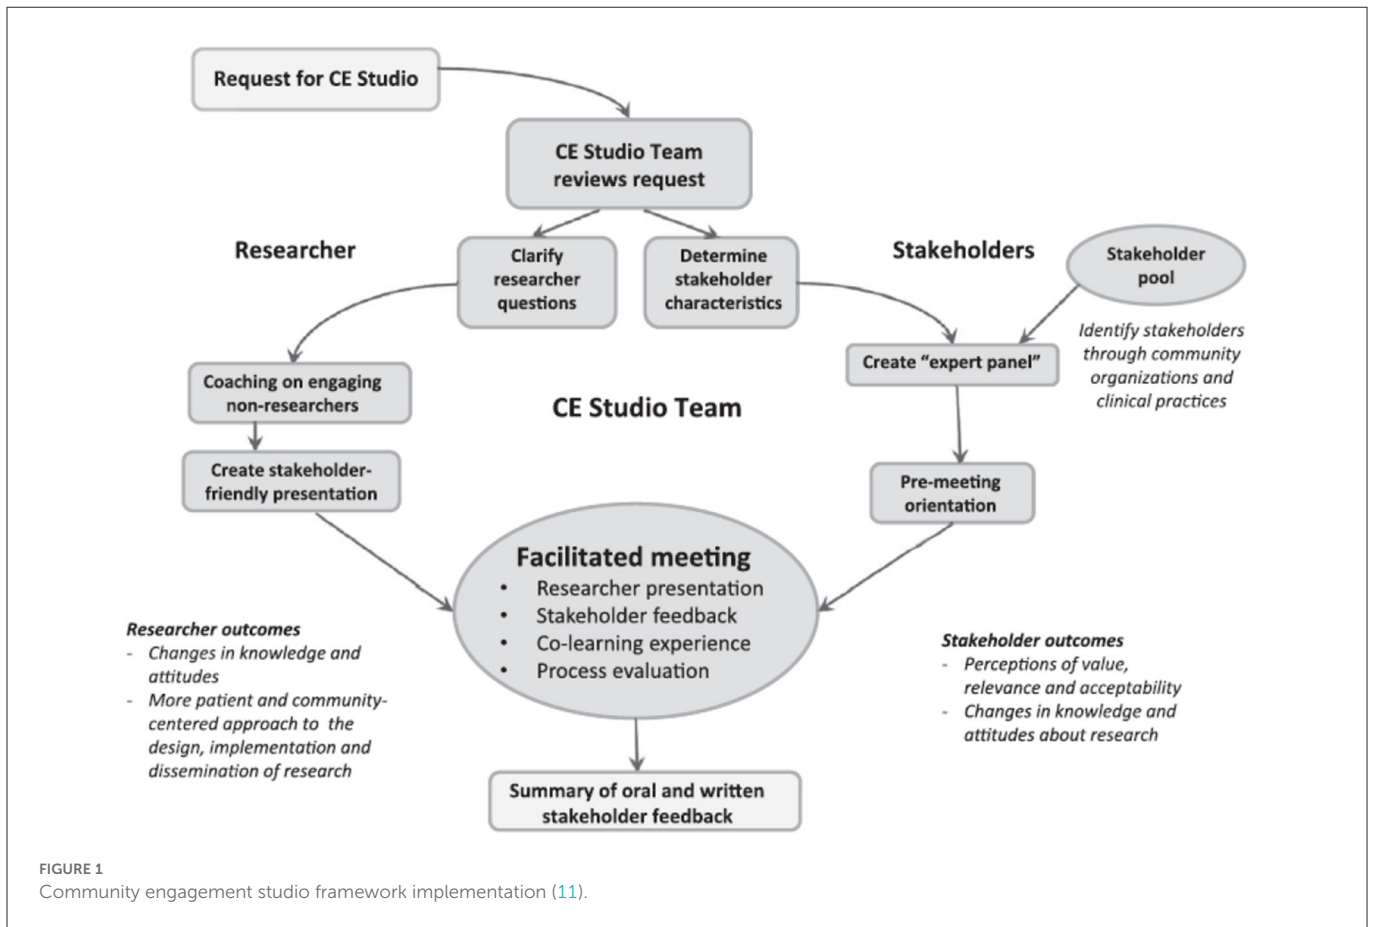 Request for CE Studio
CE Studio Team
reviews request
Researcher
Clarify
researcher
questions
Determine
stakeholder
characteristics
Stakeholders
Stakeholder
pool
Identify stakeholders
through community
organizations and
clinical practices
Coaching on engaging
non-researchers
CE Studio Team
Create “expert panel”
Create stakeholder-
friendly presentation
Pre-meeting
orientation
Facilitated meeting
• Researcher presentation
• Stakeholder feedback
• Co-learning experience
• Process evaluation
Researcher outcomes
- Changes in knowledge and
attitudes
- More patient and community-
centered approach to the
design, implementation and
dissemination of research
Stakeholder outcomes
- Perceptions of value,
relevance and acceptability
- Changes in knowledge and
attitudes about research
Summary of oral and written
stakeholder feedback
FIGURE 1
Community engagement studio framework implementation (11).